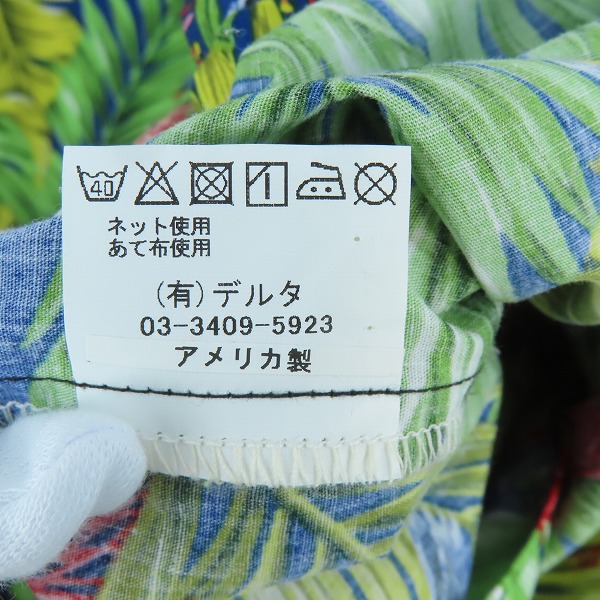 40
ネット使用
あて布使用
(有)デルタ
03-3409-5923
アメリカ製